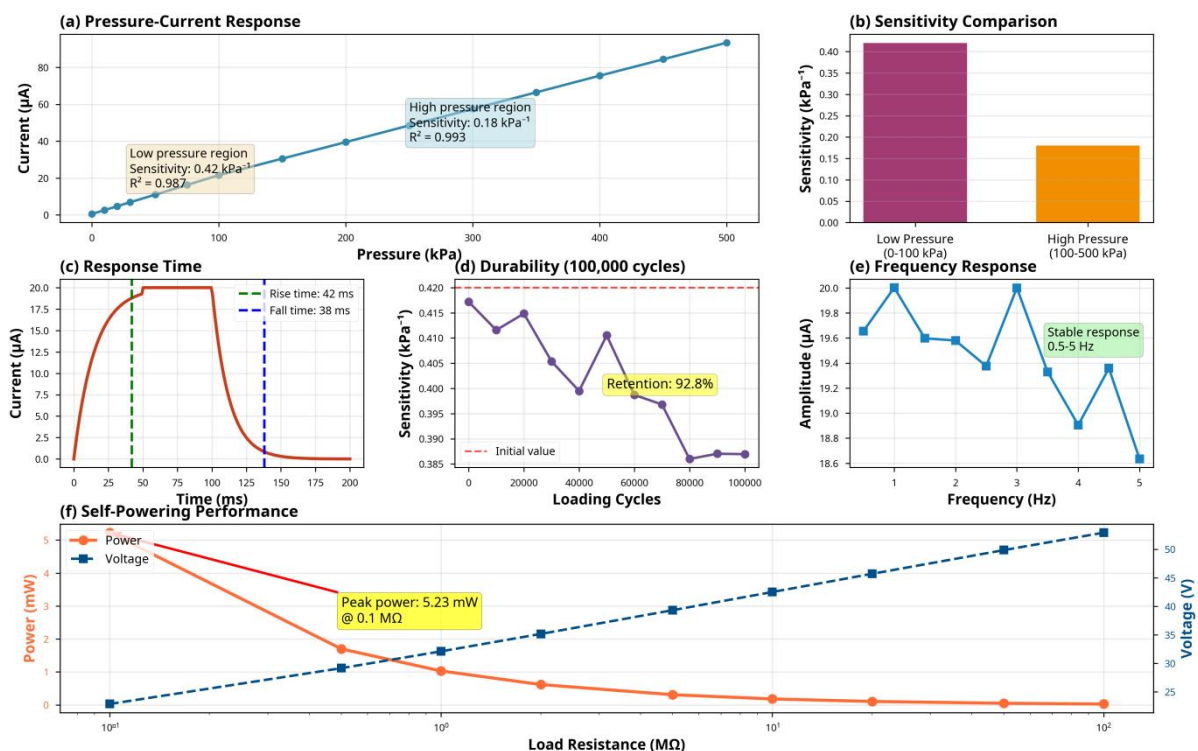 (a) Pressure-Current Response
Current (μA)
80
60
40
20
0
0
100
200
300
400
500
Pressure (kPa)
Low pressure region
Sensitivity: 0.42 kPa⁻¹
R² = 0.987
High pressure region
Sensitivity: 0.18 kPa⁻¹
R² = 0.993
(b) Sensitivity Comparison
Sensitivity (kPa⁻¹)
0.40
0.35
0.30
0.25
0.20
0.15
0.10
0.05
0.00
Low Pressure
(0-100 kPa)
High Pressure
(100-500 kPa)
(c) Response Time
Current (μA)
20.0
17.5
15.0
12.5
10.0
7.5
5.0
2.5
0.0
Rise time: 42 ms
Fall time: 38 ms
0
25
50
75
100
125
150
175
200
Time (ms)
(d) Durability (100,000 cycles)
Sensitivity (kPa⁻¹)
0.420
0.415
0.410
0.405
0.400
0.395
0.390
0.385
Retention: 92.8%
Initial value
0
20000
40000
60000
80000
100000
Loading Cycles
(e) Frequency Response
Amplitude (μA)
20.0
19.8
19.6
19.4
19.2
19.0
18.8
18.6
Stable response
0.5-5 Hz
1
2
3
4
5
Frequency (Hz)
(f) Self-Powering Performance
Power (mW)
5
4
3
2
1
0
Power
Voltage
Peak power: 5.23 mW
@ 0.1 MΩ
10⁰
10¹
10²
Load Resistance (MΩ)
50
45
40
35
30
25
Voltage (V)